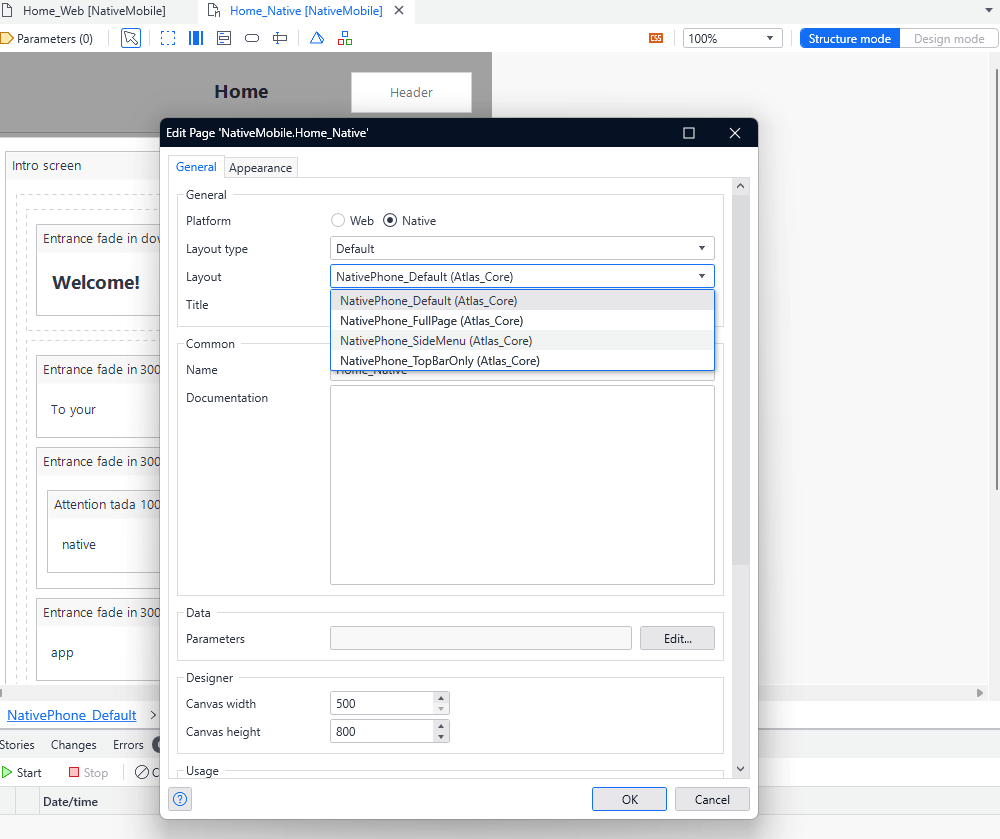 Home_Web [NativeMobile]
Home_Native [NativeMobile]
Parameters (0)
CSS
100%
Structure mode
Design mode
Home
Header
Edit Page 'NativeMobile.Home_Native'
Intro screen
General
Appearance
General
Platform
Web
Native
Entrance fade in dow
Layout type
Default
Welcome!
Layout
NativePhone_Default (Atlas_Core)
Title
NativePhone_Default (Atlas_Core)
NativePhone_FullPage (Atlas_Core)
NativePhone_SideMenu (Atlas_Core)
NativePhone_TopBarOnly (Atlas_Core)
Common
Entrance fade in 300
Name
Home_Native
Documentation
To your
Entrance fade in 300
Attention tada 100
native
Entrance fade in 300
app
Data
Parameters
Edit...
Designer
Canvas width
500
NativePhone_Default
Canvas height
800
Stories
Changes
Errors
Usage
Start
Stop
C
Date/time
?
OK
Cancel